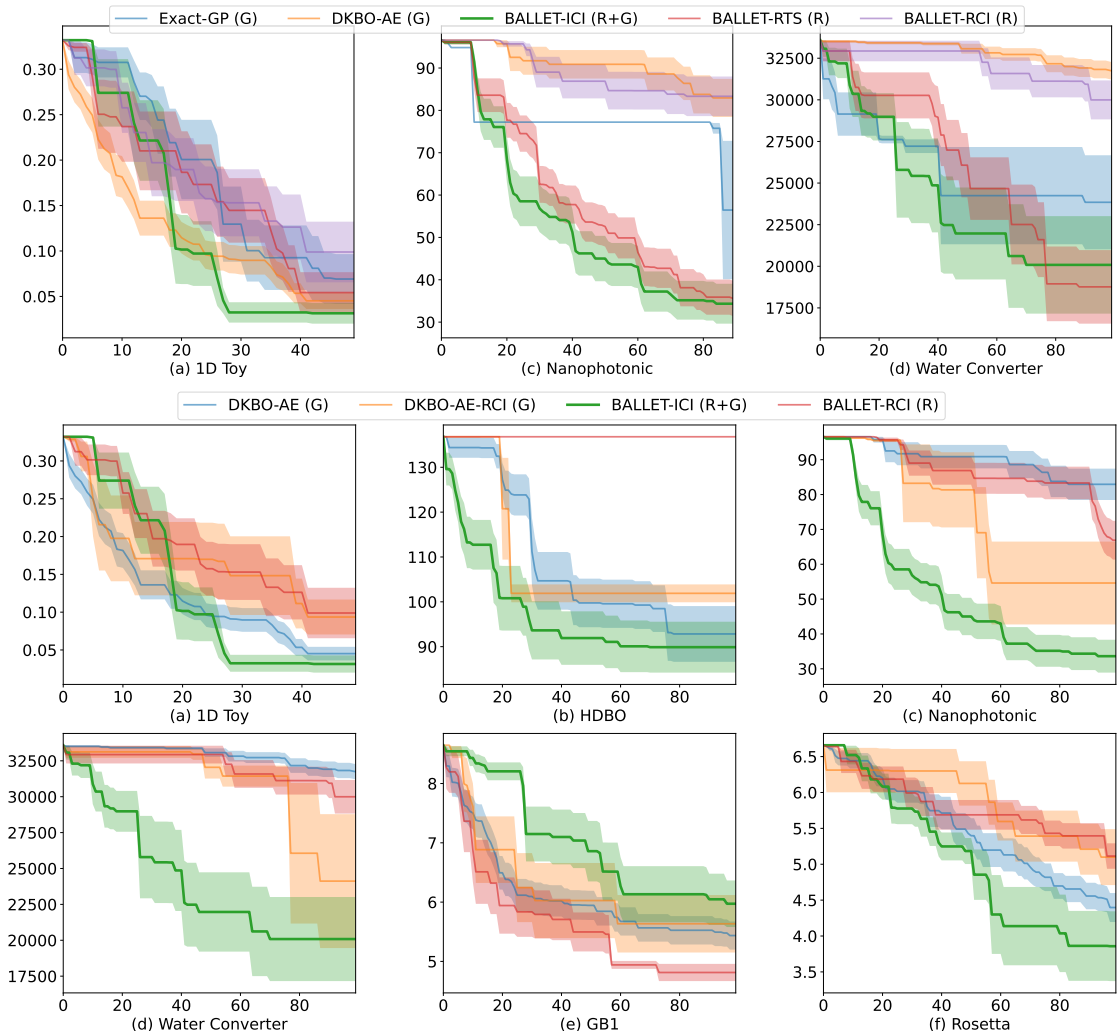 Exact-GP (G) DKBO-AE (G) BALLET-ICI (R+G) BALLET-RTS (R) BALLET-RCI (R)
0.30 90 32500
0.25 80 30000
0.20 70 27500
0.15 60 25000
0.10 50 22500
0.05 40 20000
30 17500
0 10 20 30 40 0 20 40 60 80 0 20 40 60 80
(a) 1D Toy (c) Nanophotonic (d) Water Converter
DKBO-AE (G) DKBO-AE-RCI (G) BALLET-ICI (R+G) BALLET-RCI (R)
0.30 130 90
0.25 120 80
0.20 110 70
0.15 100 60
0.10 90 50
0.05 40
30
0 10 20 30 40 0 20 40 60 80 0 20 40 60 80
(a) 1D Toy (b) HDBO (c) Nanophotonic
32500 8 6.5
30000 7 6.0
27500 6 5.5
25000 5 5.0
22500 4.5
20000 4.0
17500 3.5
0 20 40 60 80 0 20 40 60 80 0 20 40 60 80
(d) Water Converter (e) GB1 (f) Rosetta